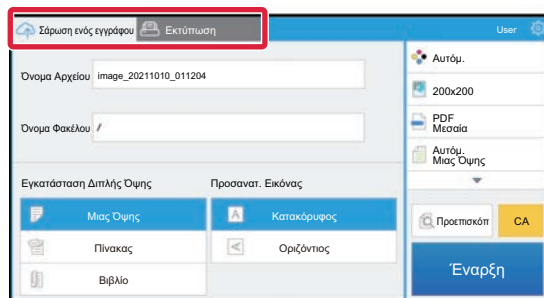 Σάρωση ενός εγγράφου
Εκτύπωση
User
Όνομα Αρχείου
image_20211010_011204
Όνομα Φακέλου
/
Εγκατάσταση Διπλής Όψης
Προσανατ. Εικόνας
Μιας Όψης
A
Κατακόρυφος
Πίνακας
Οριζόντιος
Βιβλίο
Αυτόμ.
200x200
PDF
Μεσαία
Αυτόμ.
Μιας Όψης
Προεπισκόπ
CA
Έναρξη